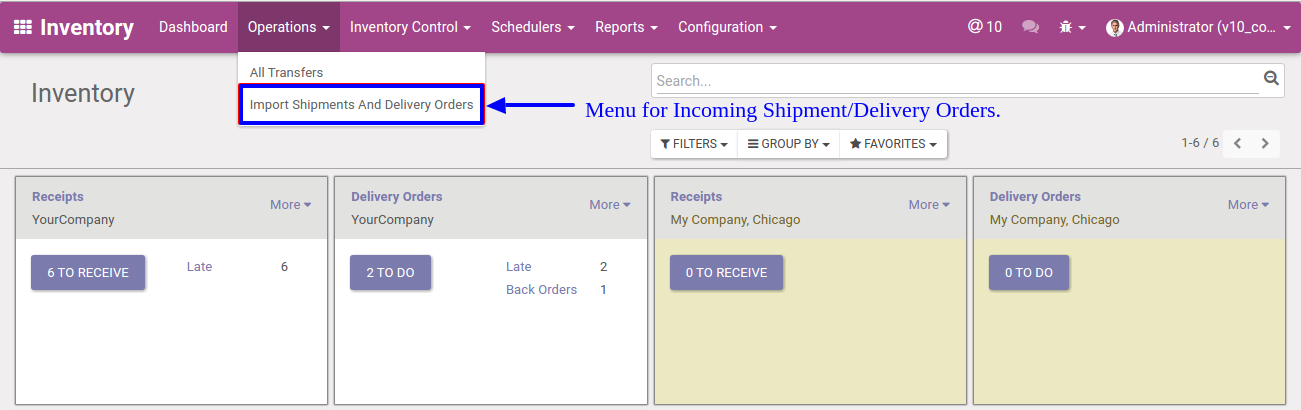 Inventory Dashboard Operations Inventory Control Schedulers Reports Configuration @ 10 Administrator (v10_co...
All Transfers
Import Shipments And Delivery Orders
Inventory
Search...
Menu for Incoming Shipment/Delivery Orders.
FILTERS GROUP BY FAVORITES 1-6 / 6
Receipts
YourCompany
More
6 TO RECEIVE
Late 6
Delivery Orders
YourCompany
More
2 TO DO
Late 2
Back Orders 1
Receipts
My Company, Chicago
More
0 TO RECEIVE
Delivery Orders
My Company, Chicago
More
0 TO DO